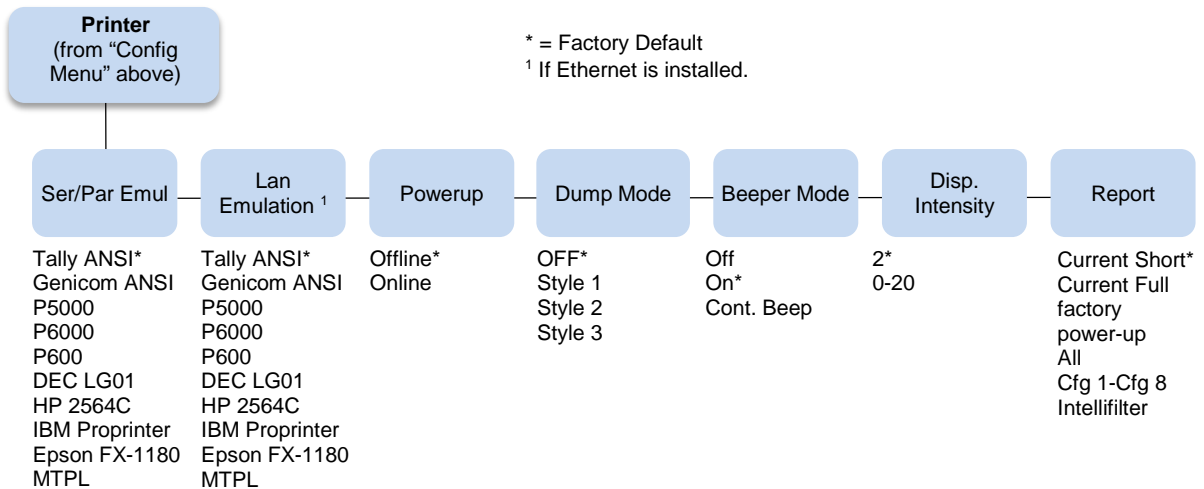 Printer
(from “Config
Menu” above)
* = Factory Default
1 If Ethernet is installed.
Ser/Par Emul
Lan
Emulation 1
Powerup
Dump Mode
Beeper Mode
Disp.
Intensity
Report
Tally ANSI*
Genicom ANSI
P5000
P6000
P600
DEC LG01
HP 2564C
IBM Proprinter
Epson FX-1180
MTPL
Tally ANSI*
Genicom ANSI
P5000
P6000
P600
DEC LG01
HP 2564C
IBM Proprinter
Epson FX-1180
MTPL
Offline*
Online
OFF*
Style 1
Style 2
Style 3
Off
On*
Cont. Beep
2*
0-20
Current Short*
Current Full
factory
power-up
All
Cfg 1-Cfg 8
Intellifilter